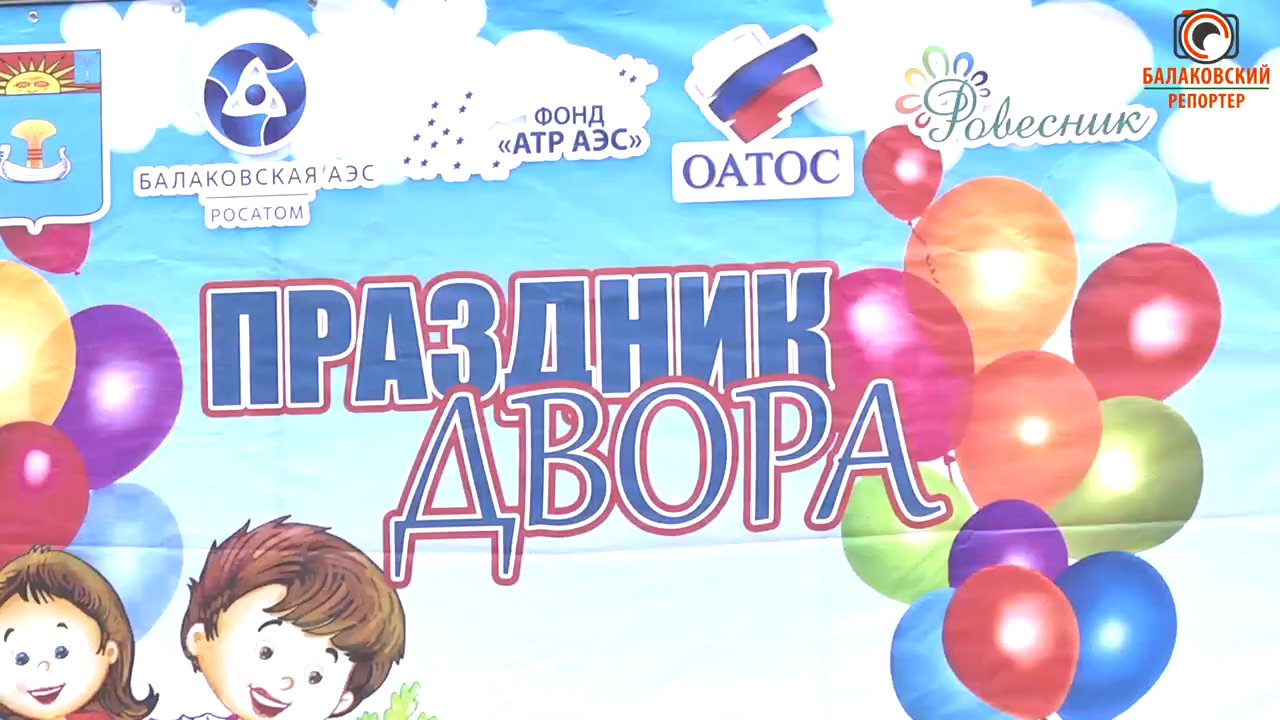 БАЛАКОВСКАЯ АЭС
РОСАТОМ
ФОНД
«АТР АЭС»
ОАТОС
Ровесник
БАЛАКОВСКИЙ
РЕПОРТЕР
ПРАЗДНИК
ДВОРА